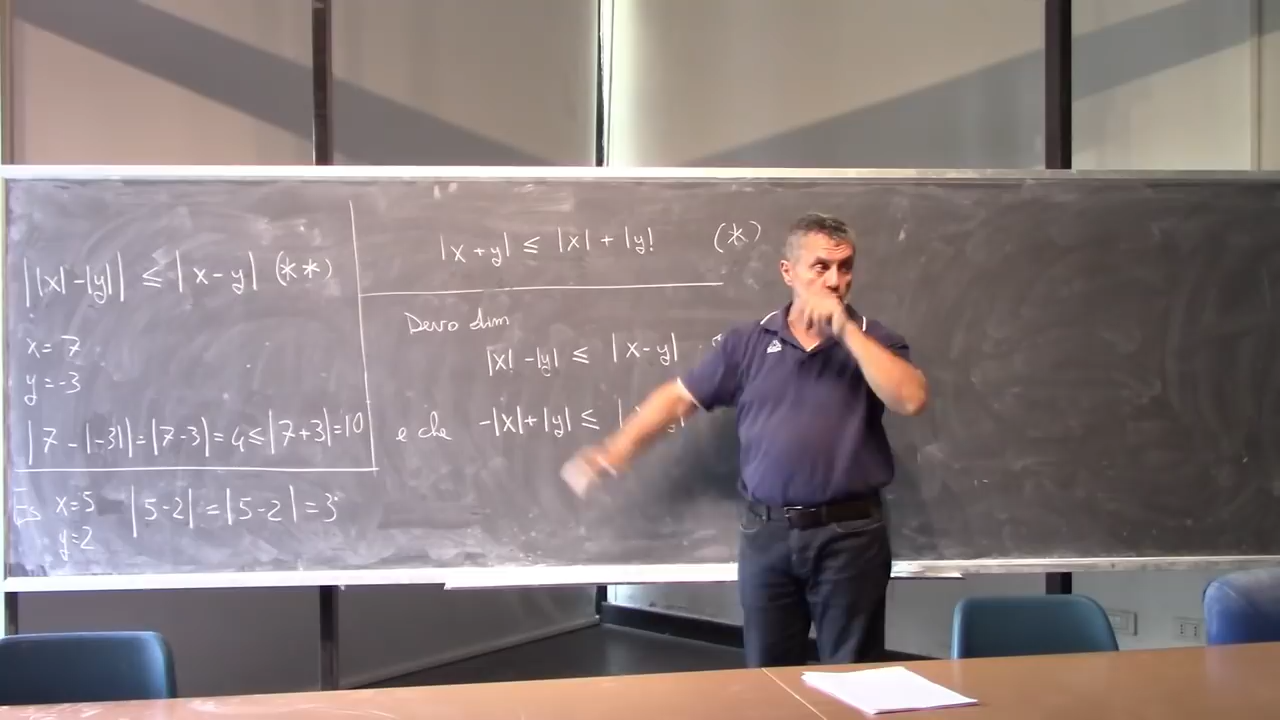 ||x|-|y|| ≤ |x-y| (**)
x=7
y=-3
|7-|-3||=|7-3|=4≤|7+3|=10
Es x=5 |5-2|=|5-2|=3
y=2
|x+y| ≤ |x|+|y| (*)
Devo dim
|x|-|y| ≤ |x-y|
e che -|x|+|y| ≤